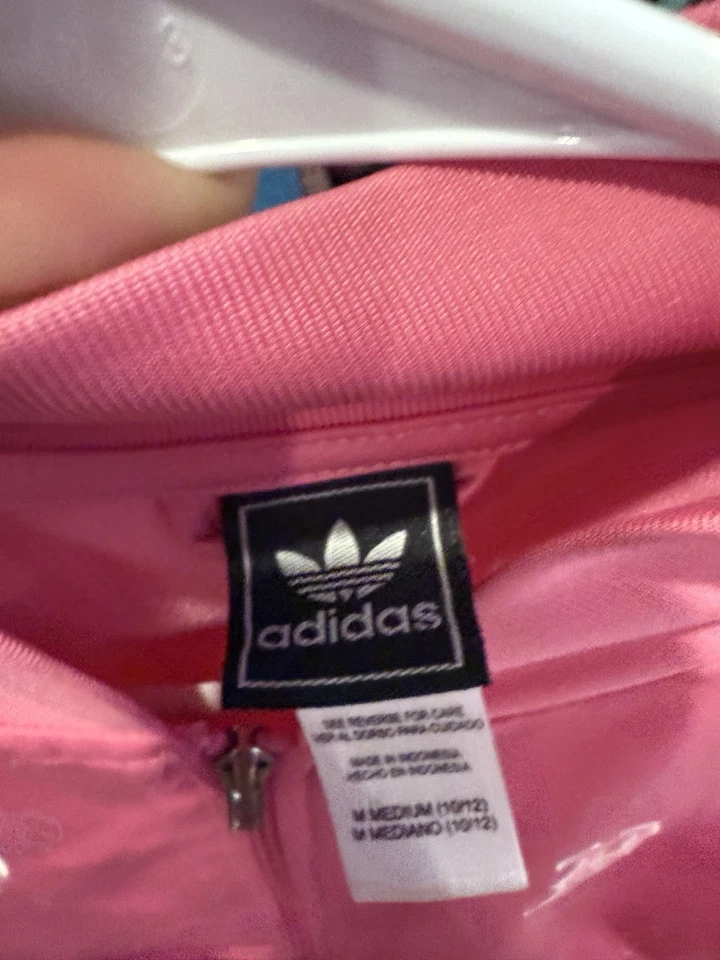 adidas
SEE REVERSE FOR CARE
VER AL DORSO PARA CUIDADO
MADE IN INDONESIA
HECHO EN INDONESIA
M MEDIUM (10/12)
M MEDIANO (10/12)